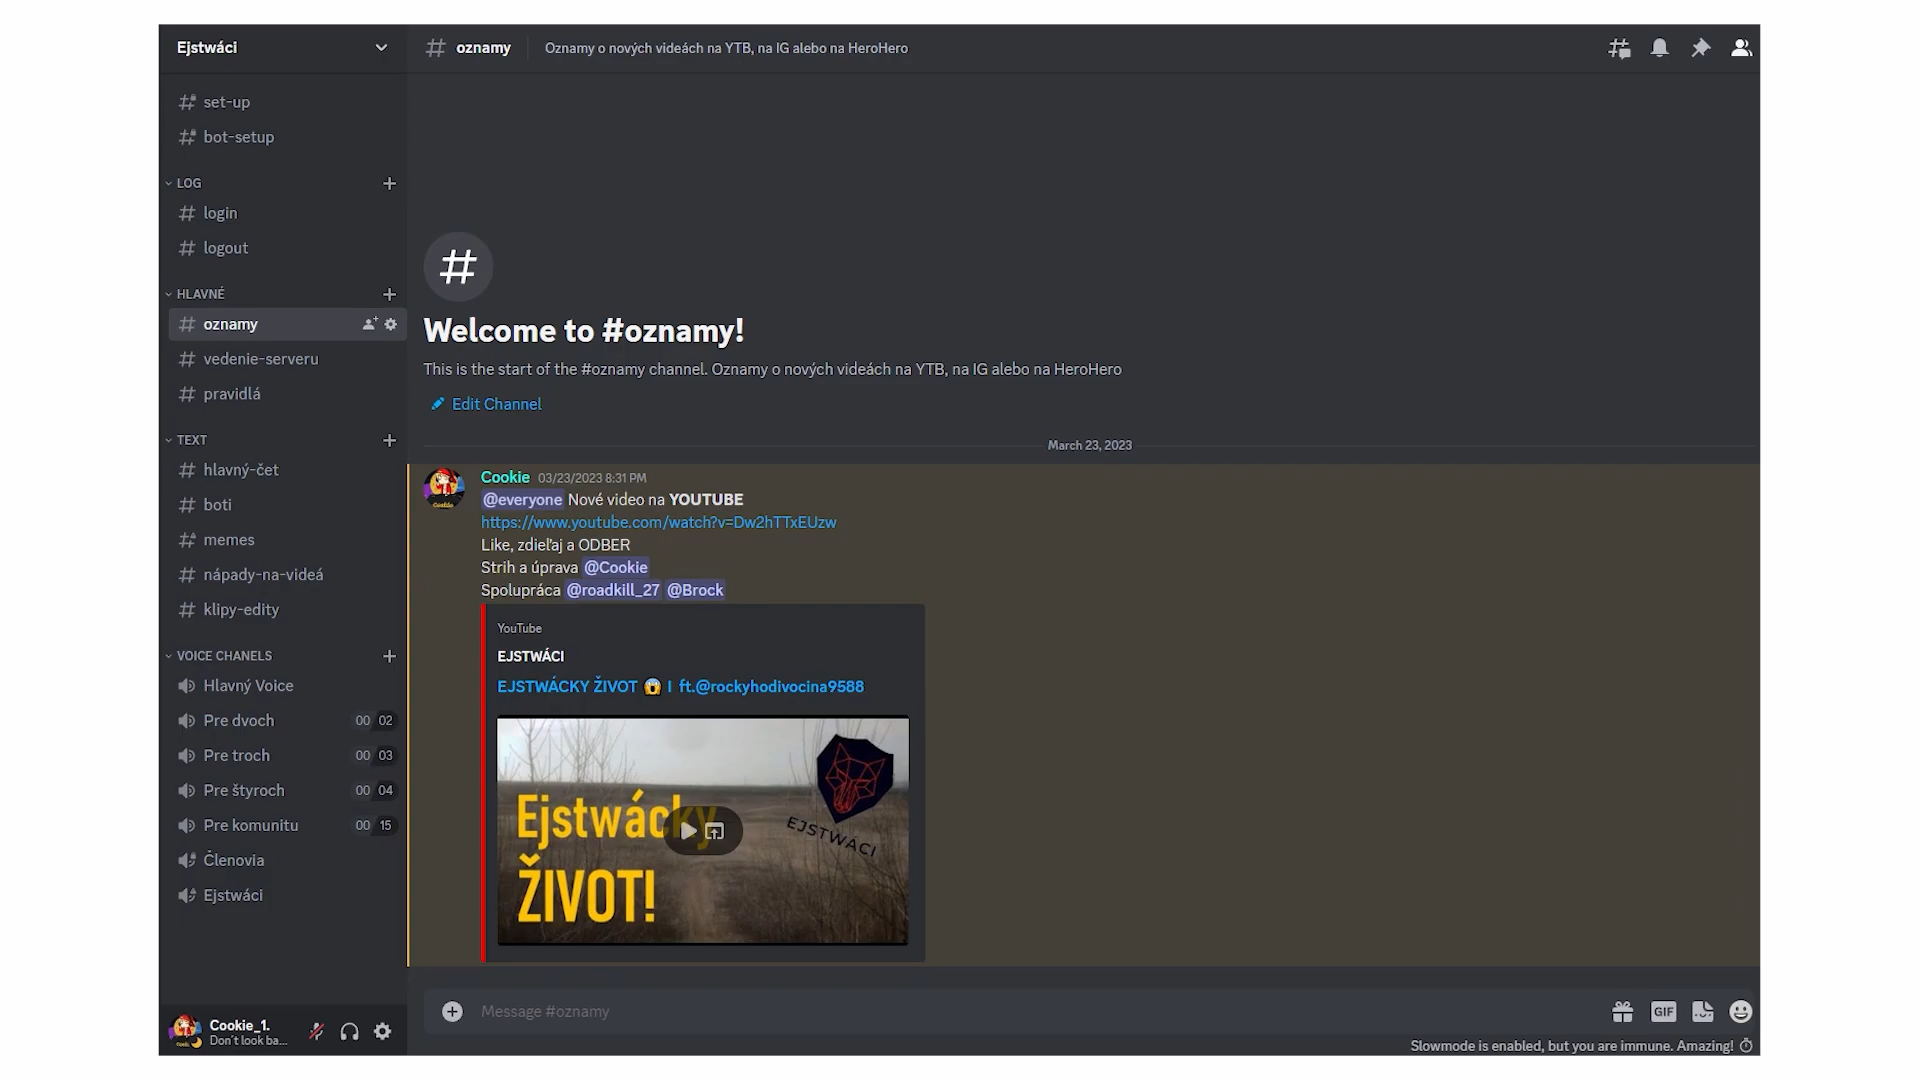 Ejstwáci
set-up
bot-setup
LOG
login
logout
HLAVNÉ
oznamy
vedenie-serveru
pravidlá
TEXT
hlavný-čet
boti
memes
nápady-na-videá
klipy-edity
VOICE CHANELS
Hlavný Voice
Pre dvoch 00 02
Pre troch 00 03
Pre štyroch 00 04
Pre komunitu 00 15
Členovia
Ejstwáci
Cookie_1.
Don't look ba...
oznamy Oznamy o nových videách na YTB, na IG alebo na HeroHero
Welcome to #oznamy!
This is the start of the #oznamy channel. Oznamy o nových videách na YTB, na IG alebo na HeroHero
Edit Channel
March 23, 2023
Cookie 03/23/2023 8:31 PM
@everyone Nové video na YOUTUBE
https://www.youtube.com/watch?v=Dw2hTTxEUzw
Like, zdieľaj a ODBER
Strih a úprava @Cookie
Spolupráca @roadkill_27 @Brock
YouTube
EJSTWÁCI
EJSTWÁCKY ŽIVOT 😱 I ft.@rockyhodivocina9588
Ejstwácky
ŽIVOT!
EJSTWÁCI
Message #oznamy
GIF
Slowmode is enabled, but you are immune. Amazing!